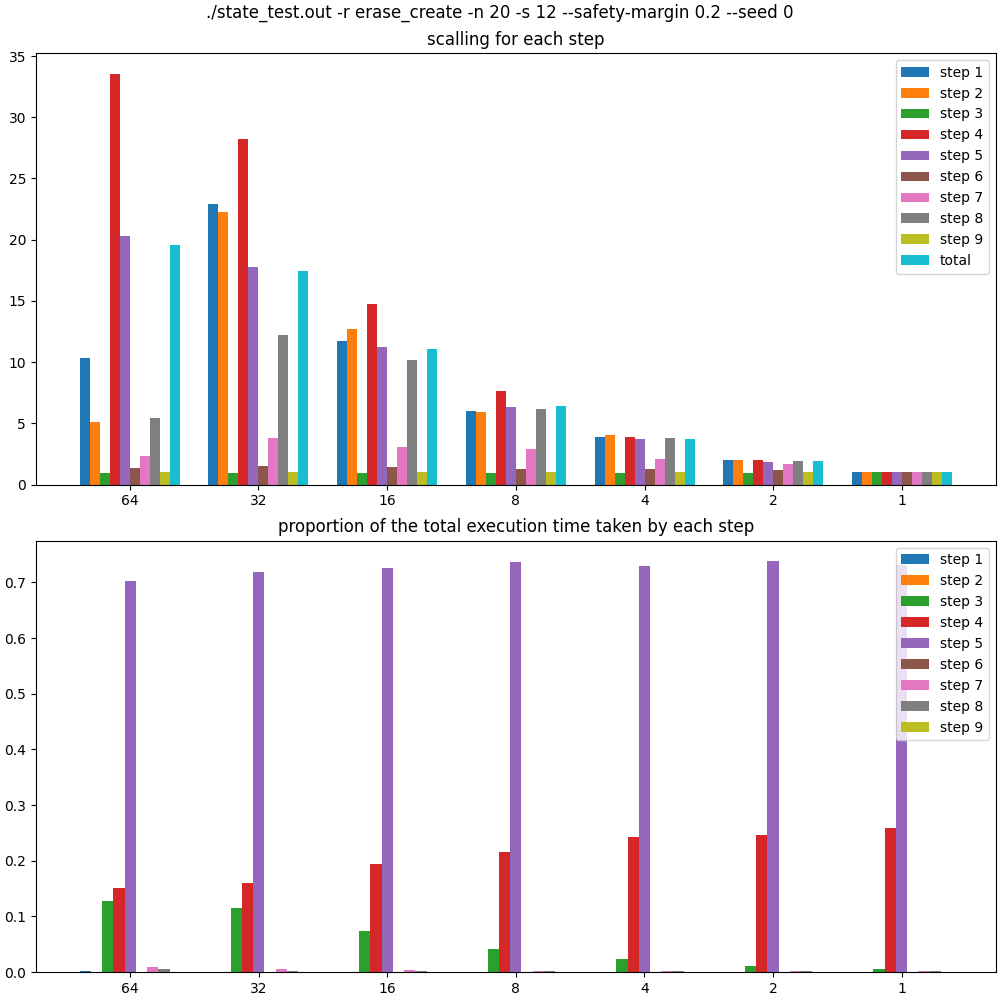 ./state_test.out -r erase_create -n 20 -s 12 --safety-margin 0.2 --seed 0
scalling for each step
35
30
25
20
15
10
5
0
64 32 16 8 4 2 1
step 1
step 2
step 3
step 4
step 5
step 6
step 7
step 8
step 9
total
proportion of the total execution time taken by each step
0.7
0.6
0.5
0.4
0.3
0.2
0.1
0.0
64 32 16 8 4 2 1
step 1
step 2
step 3
step 4
step 5
step 6
step 7
step 8
step 9